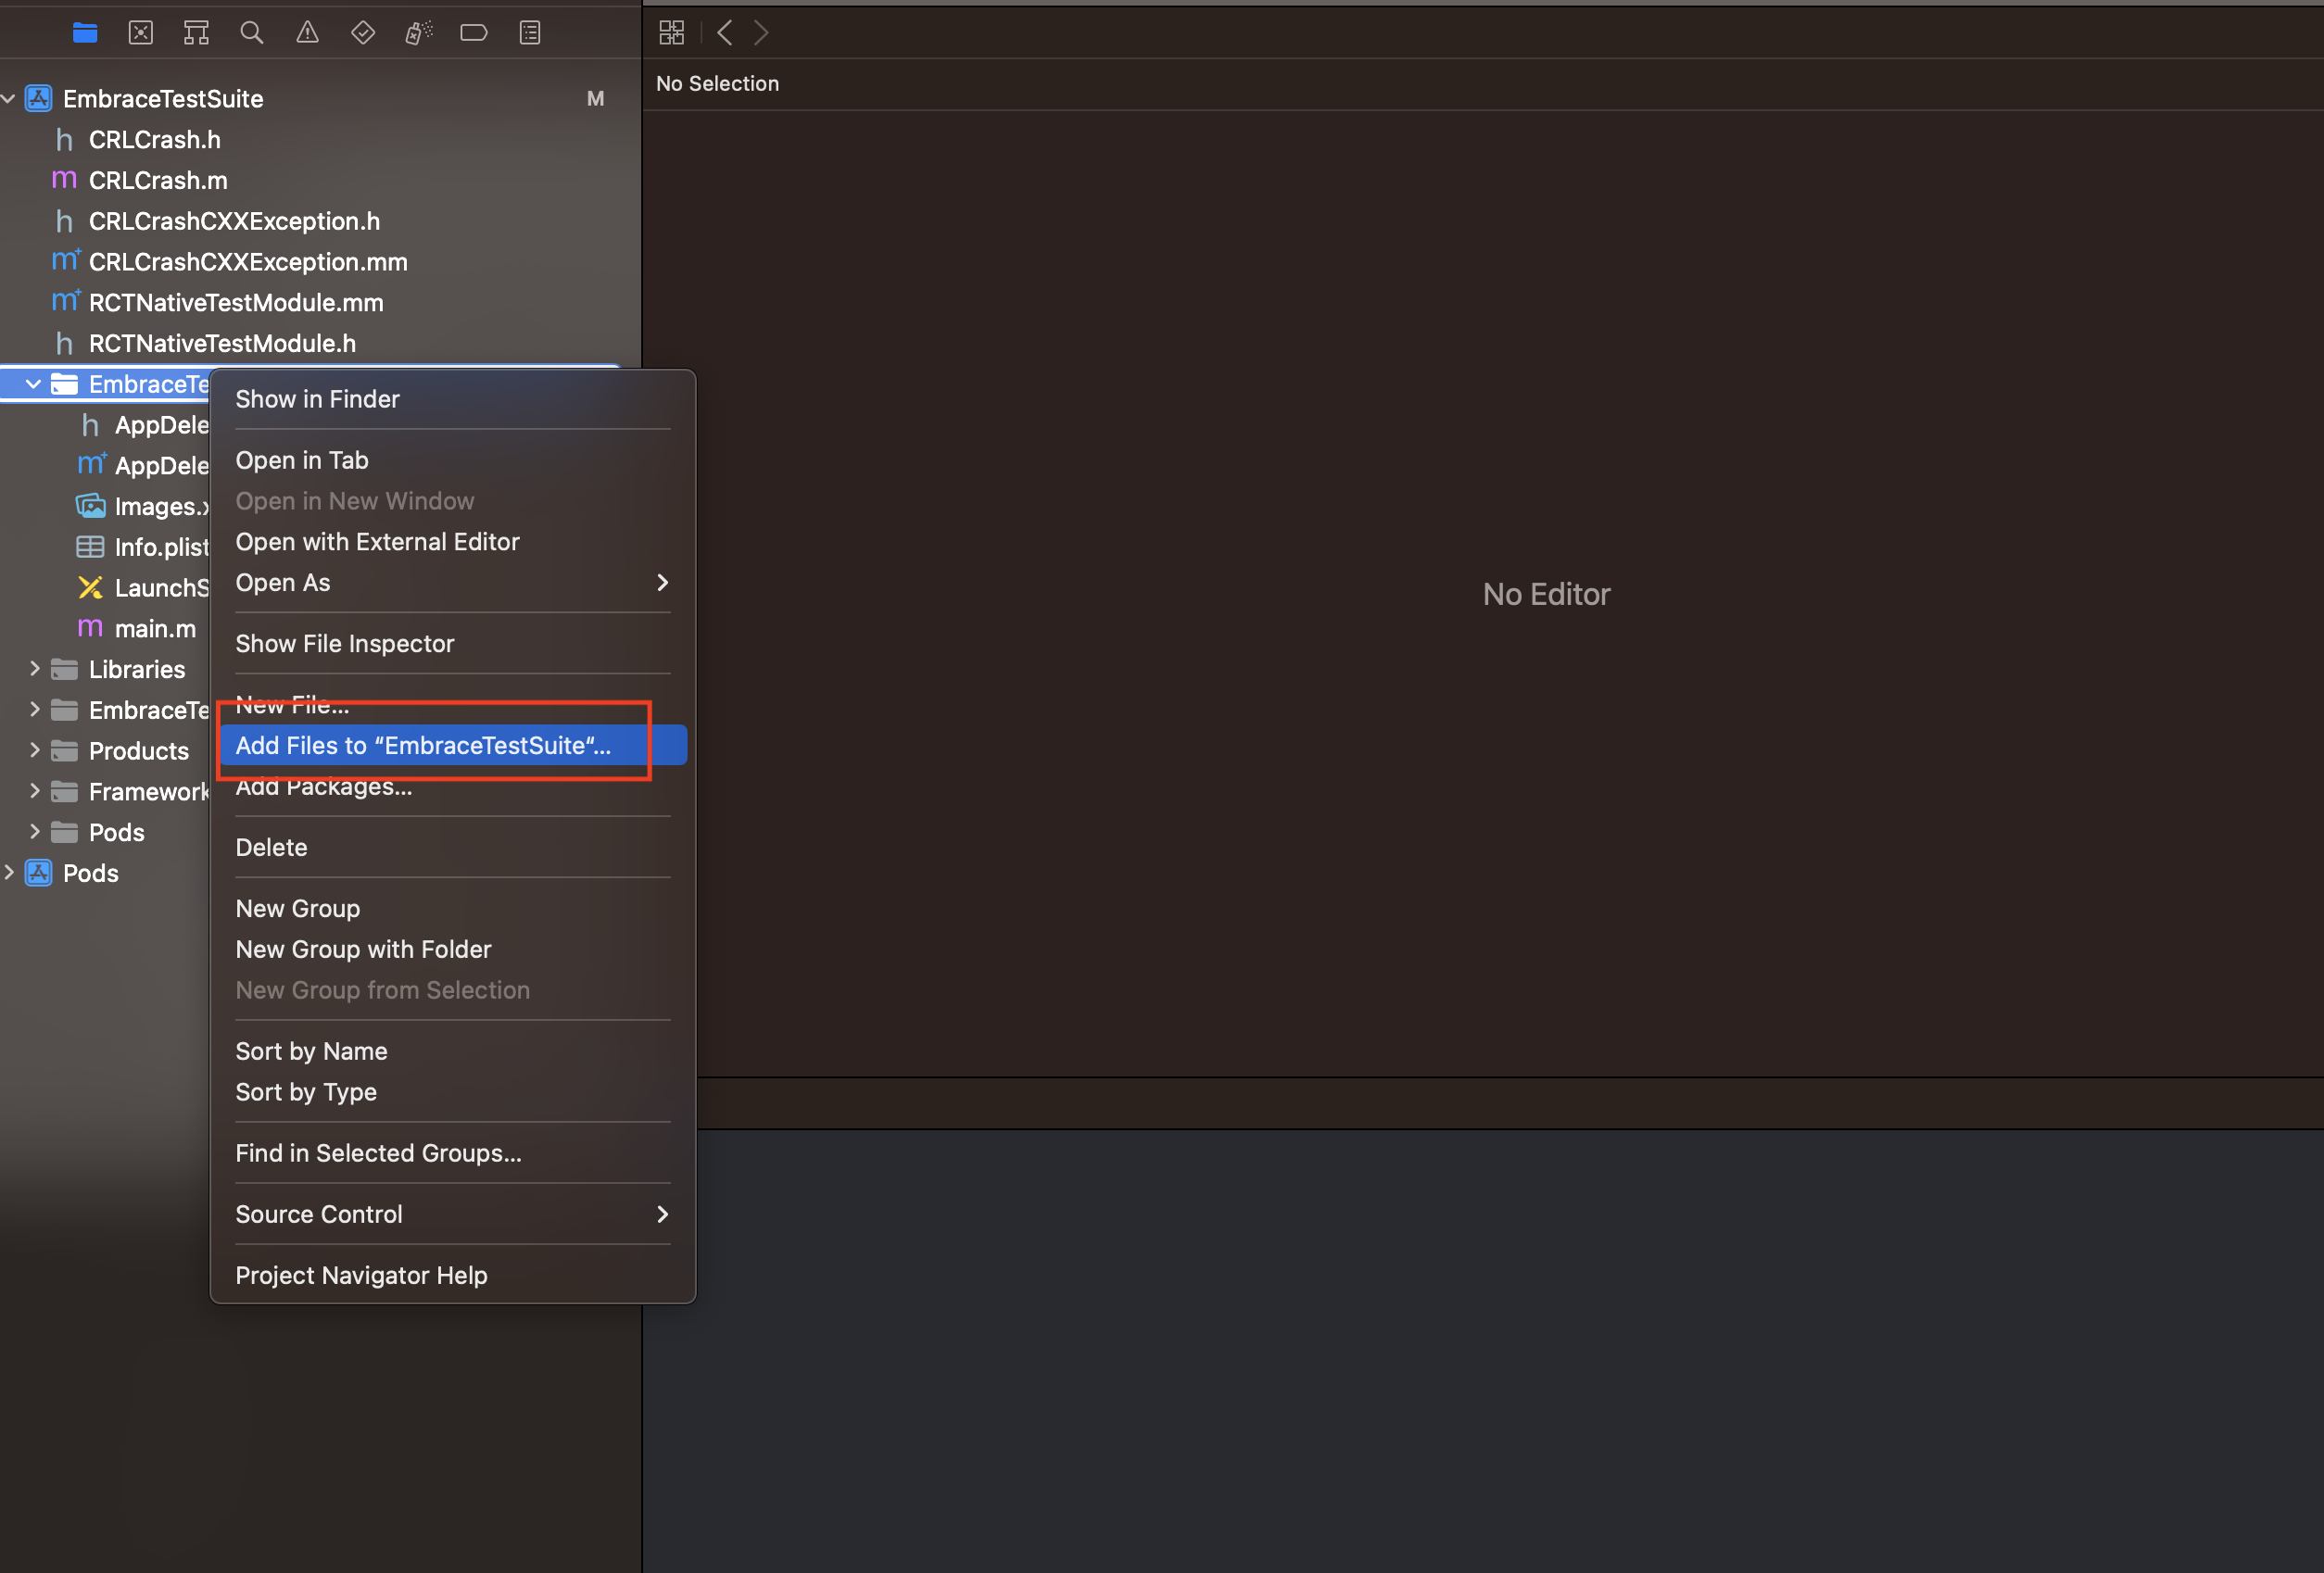 EmbraceTestSuite M
CRLCrash.h
CRLCrash.m
CRLCrashCXXException.h
CRLCrashCXXException.mm
RCTNativeTestModule.mm
RCTNativeTestModule.h
EmbraceTe
AppDele
AppDele
Images.x
Info.plist
LaunchS
main.m
Libraries
EmbraceTe
Products
Framework
Pods
Pods
Show in Finder
Open in Tab
Open in New Window
Open with External Editor
Open As
Show File Inspector
New File...
Add Files to “EmbraceTestSuite“...
Add Packages...
Delete
New Group
New Group with Folder
New Group from Selection
Sort by Name
Sort by Type
Find in Selected Groups...
Source Control
Project Navigator Help
No Selection
No Editor